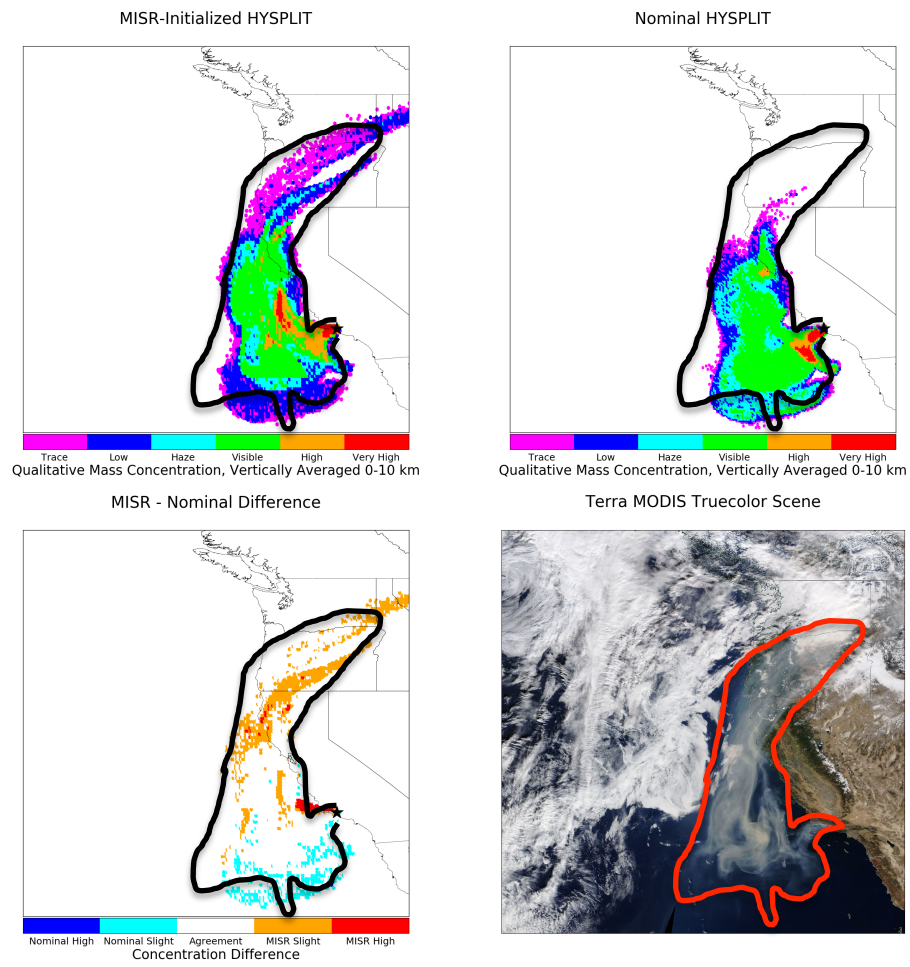 MISR-Initialized HYSPLIT
Nominal HYSPLIT
Trace Low Haze Visible High Very High
Qualitative Mass Concentration, Vertically Averaged 0-10 km
Trace Low Haze Visible High Very High
Qualitative Mass Concentration, Vertically Averaged 0-10 km
MISR - Nominal Difference
Terra MODIS Truecolor Scene
Nominal High Nominal Slight Agreement MISR Slight MISR High
Concentration Difference